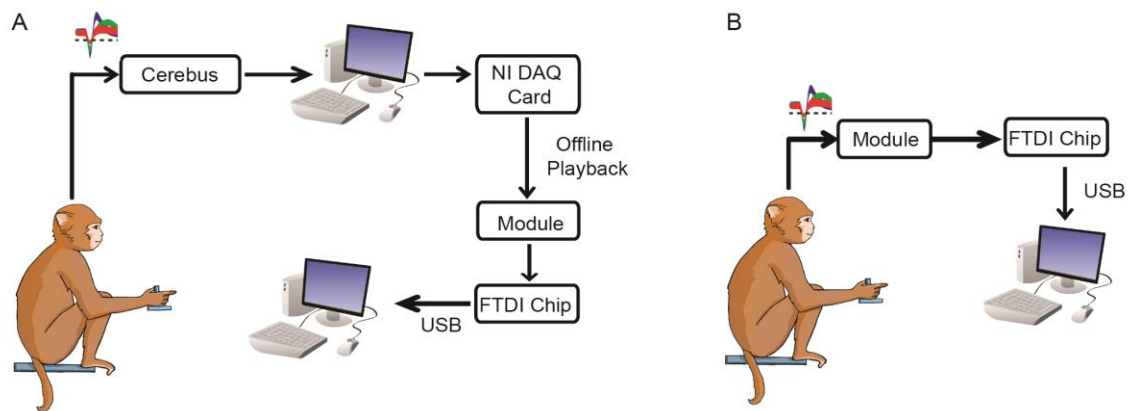 A
Cerebus
NI DAQ
Card
Offline
Playback
Module
FTDI Chip
USB
B
Module
FTDI Chip
USB